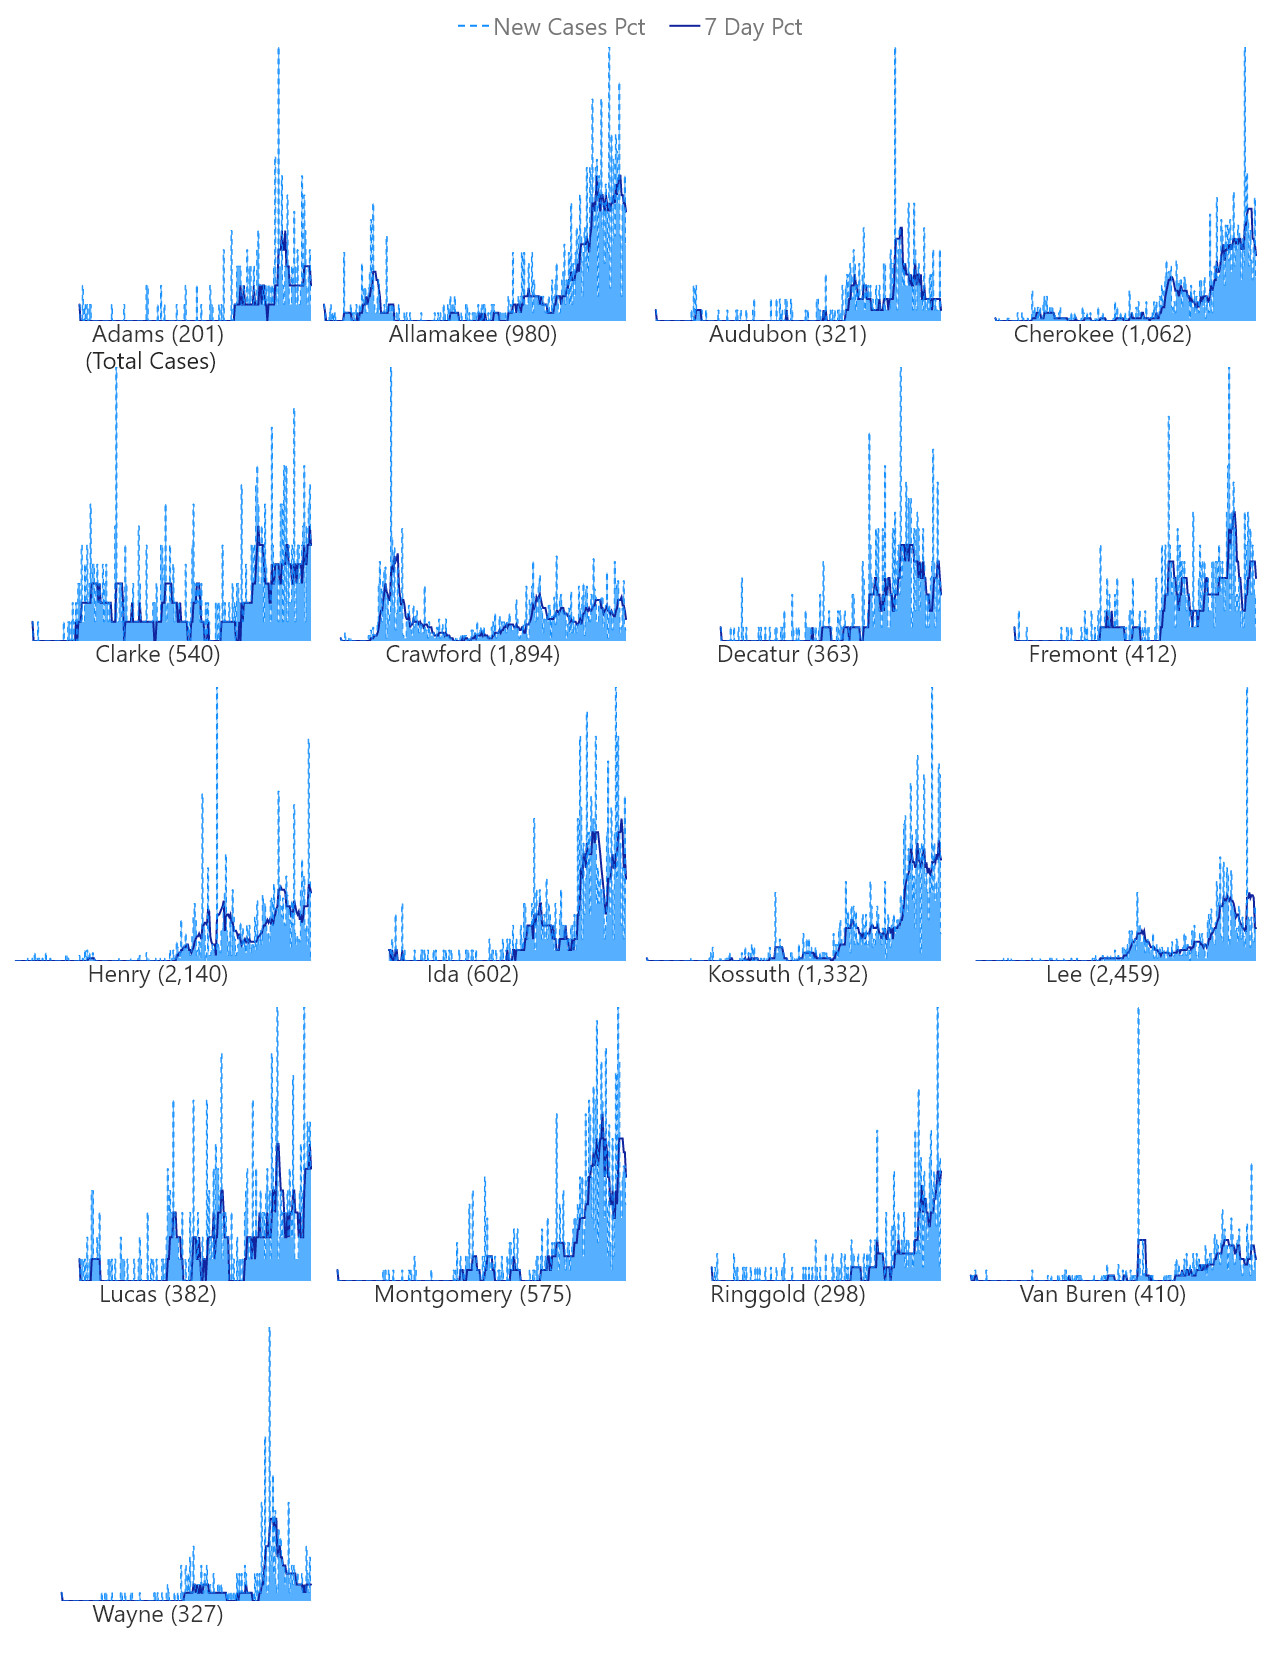 New Cases Pct 7 Day Pct
Adams (201)
(Total Cases)
Allamakee (980)
Audubon (321)
Cherokee (1,062)
Clarke (540)
Crawford (1,894)
Decatur (363)
Fremont (412)
Henry (2,140)
Ida (602)
Kossuth (1,332)
Lee (2,459)
Lucas (382)
Montgomery (575)
Ringgold (298)
Van Buren (410)
Wayne (327)